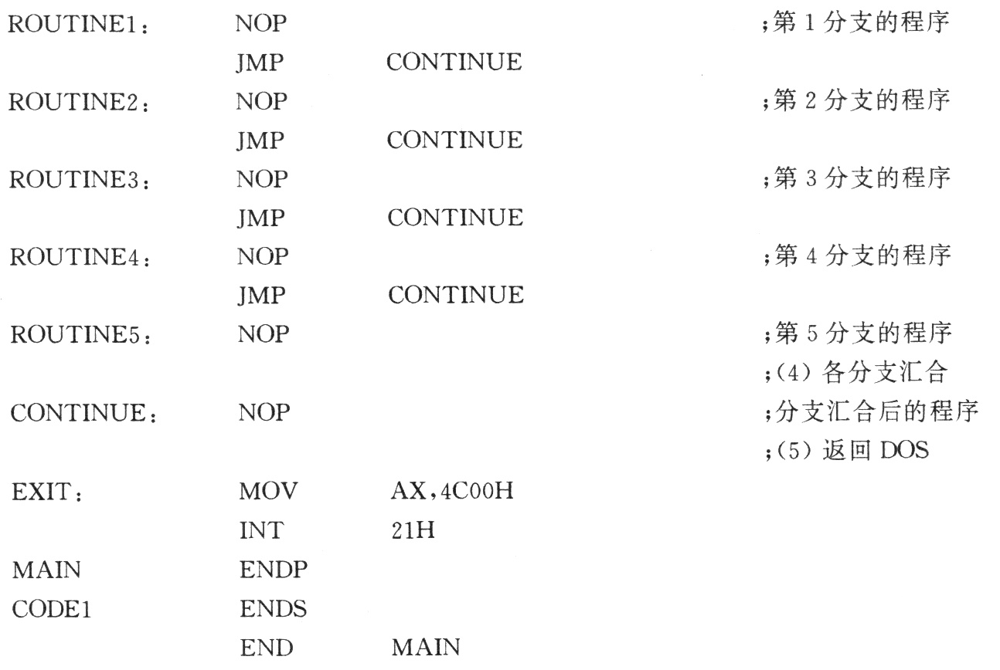 ROUTINE1: NOP ;第 1 分支的程序
JMP CONTINUE
ROUTINE2: NOP ;第 2 分支的程序
JMP CONTINUE
ROUTINE3: NOP ;第 3 分支的程序
JMP CONTINUE
ROUTINE4: NOP ;第 4 分支的程序
JMP CONTINUE
ROUTINE5: NOP ;第 5 分支的程序
;(4) 各分支汇合
CONTINUE: NOP ;分支汇合后的程序
;(5) 返回 DOS
EXIT: MOV AX,4C00H
INT 21H
MAIN ENDP
CODE1 ENDS
END MAIN